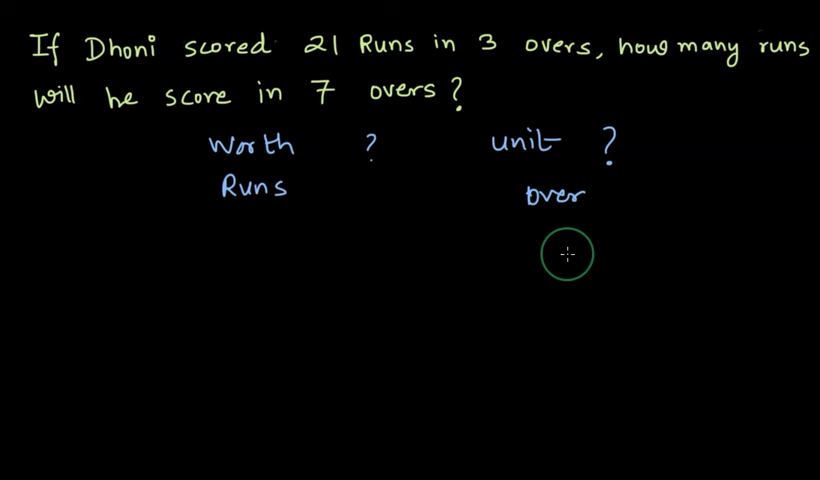 If Dhoni scored 21 Runs in 3 overs, how many runs
will he score in 7 overs?
Worth ? unit ?
Runs over